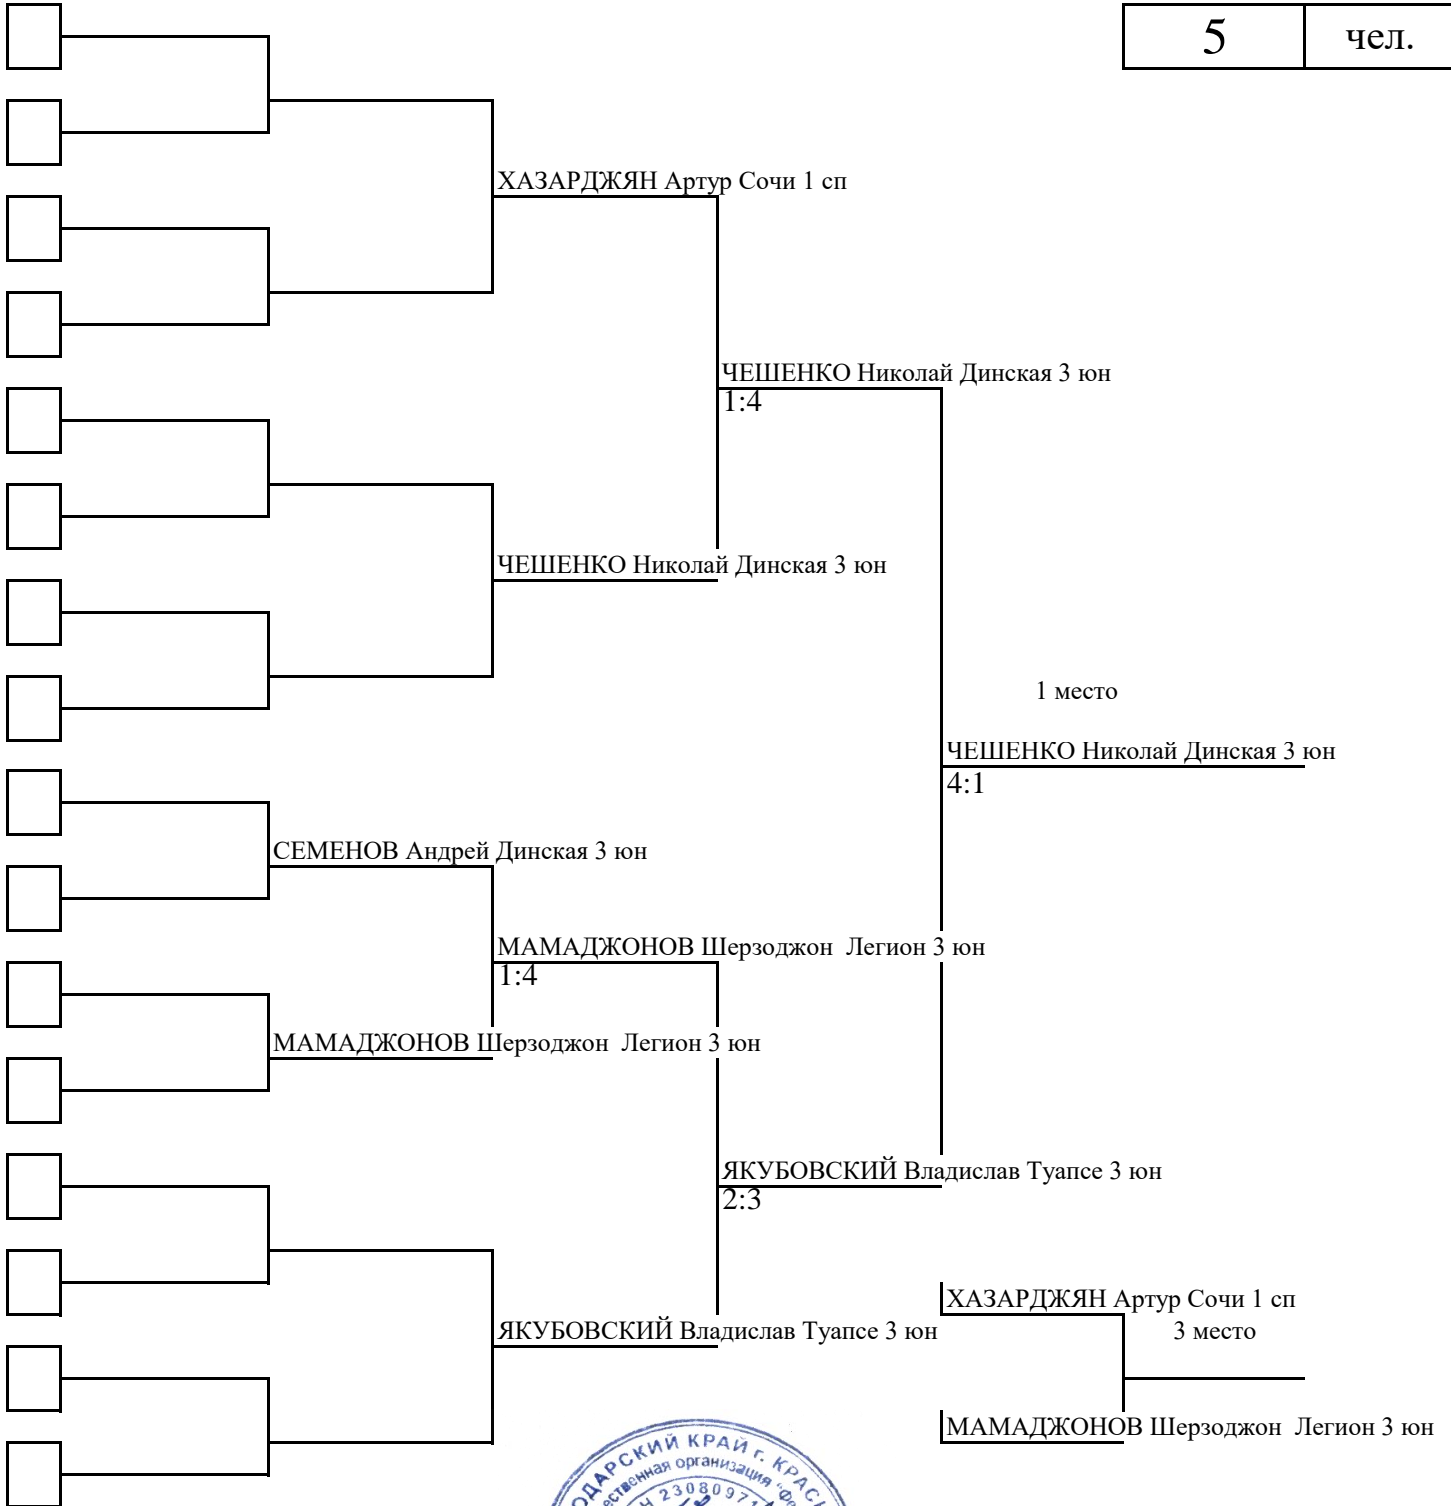 5 чел.
ХАЗАРДЖЯН Артур Сочи 1 сп
ЧЕШЕНКО Николай Динская 3 юн
1:4
ЧЕШЕНКО Николай Динская 3 юн
1 место
ЧЕШЕНКО Николай Динская 3 юн
4:1
СЕМЕНОВ Андрей Динская 3 юн
МАМАДЖОНОВ Шерзоджон  Легион 3 юн
1:4
МАМАДЖОНОВ Шерзоджон  Легион 3 юн
ЯКУБОВСКИЙ Владислав Туапсе 3 юн
2:3
ХАЗАРДЖЯН Артур Сочи 1 сп
ЯКУБОВСКИЙ Владислав Туапсе 3 юн
3 место
МАМАДЖОНОВ Шерзоджон  Легион 3 юн
КРАЙ г.
организация